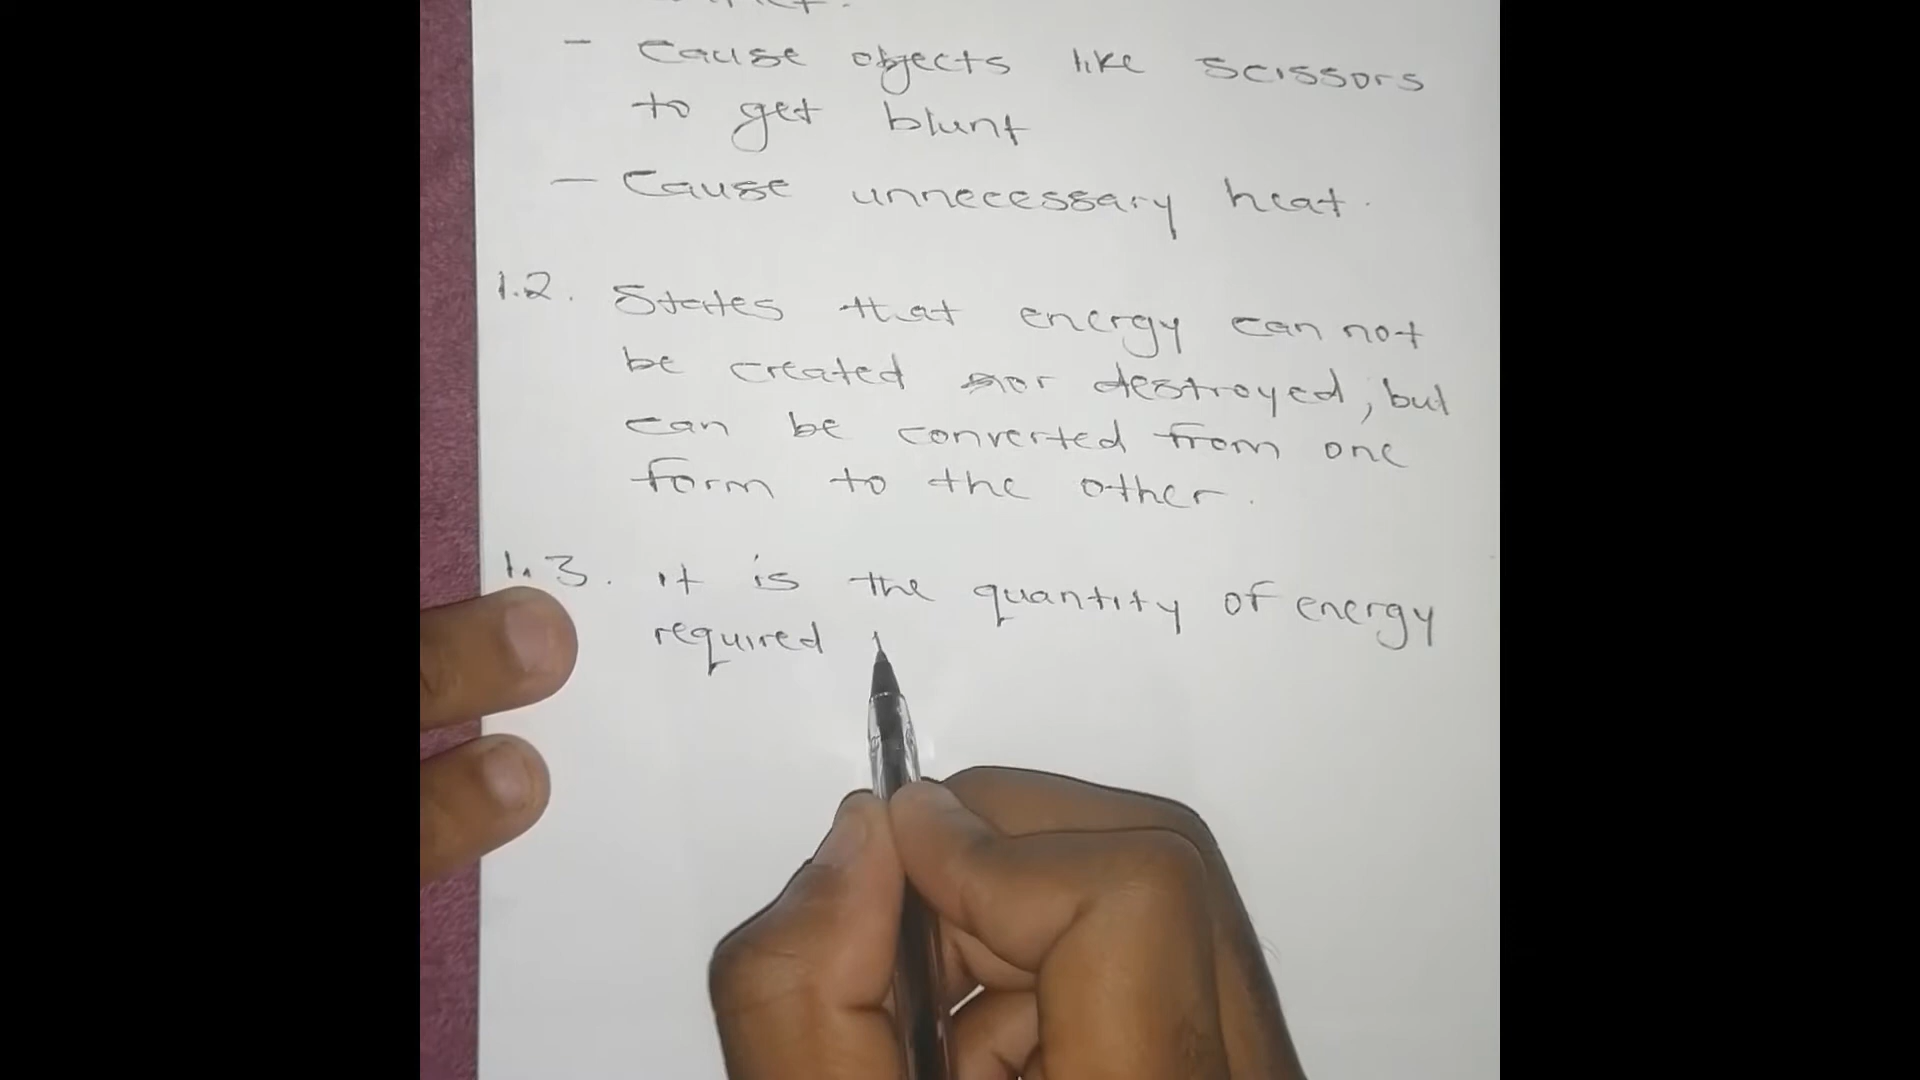 - Cause objects like scissors
to get blunt
- Cause unnecessary heat.
1.2. States that energy can not
be created nor destroyed, but
can be converted from one
form to the other.
1.3. it is the quantity of energy
required